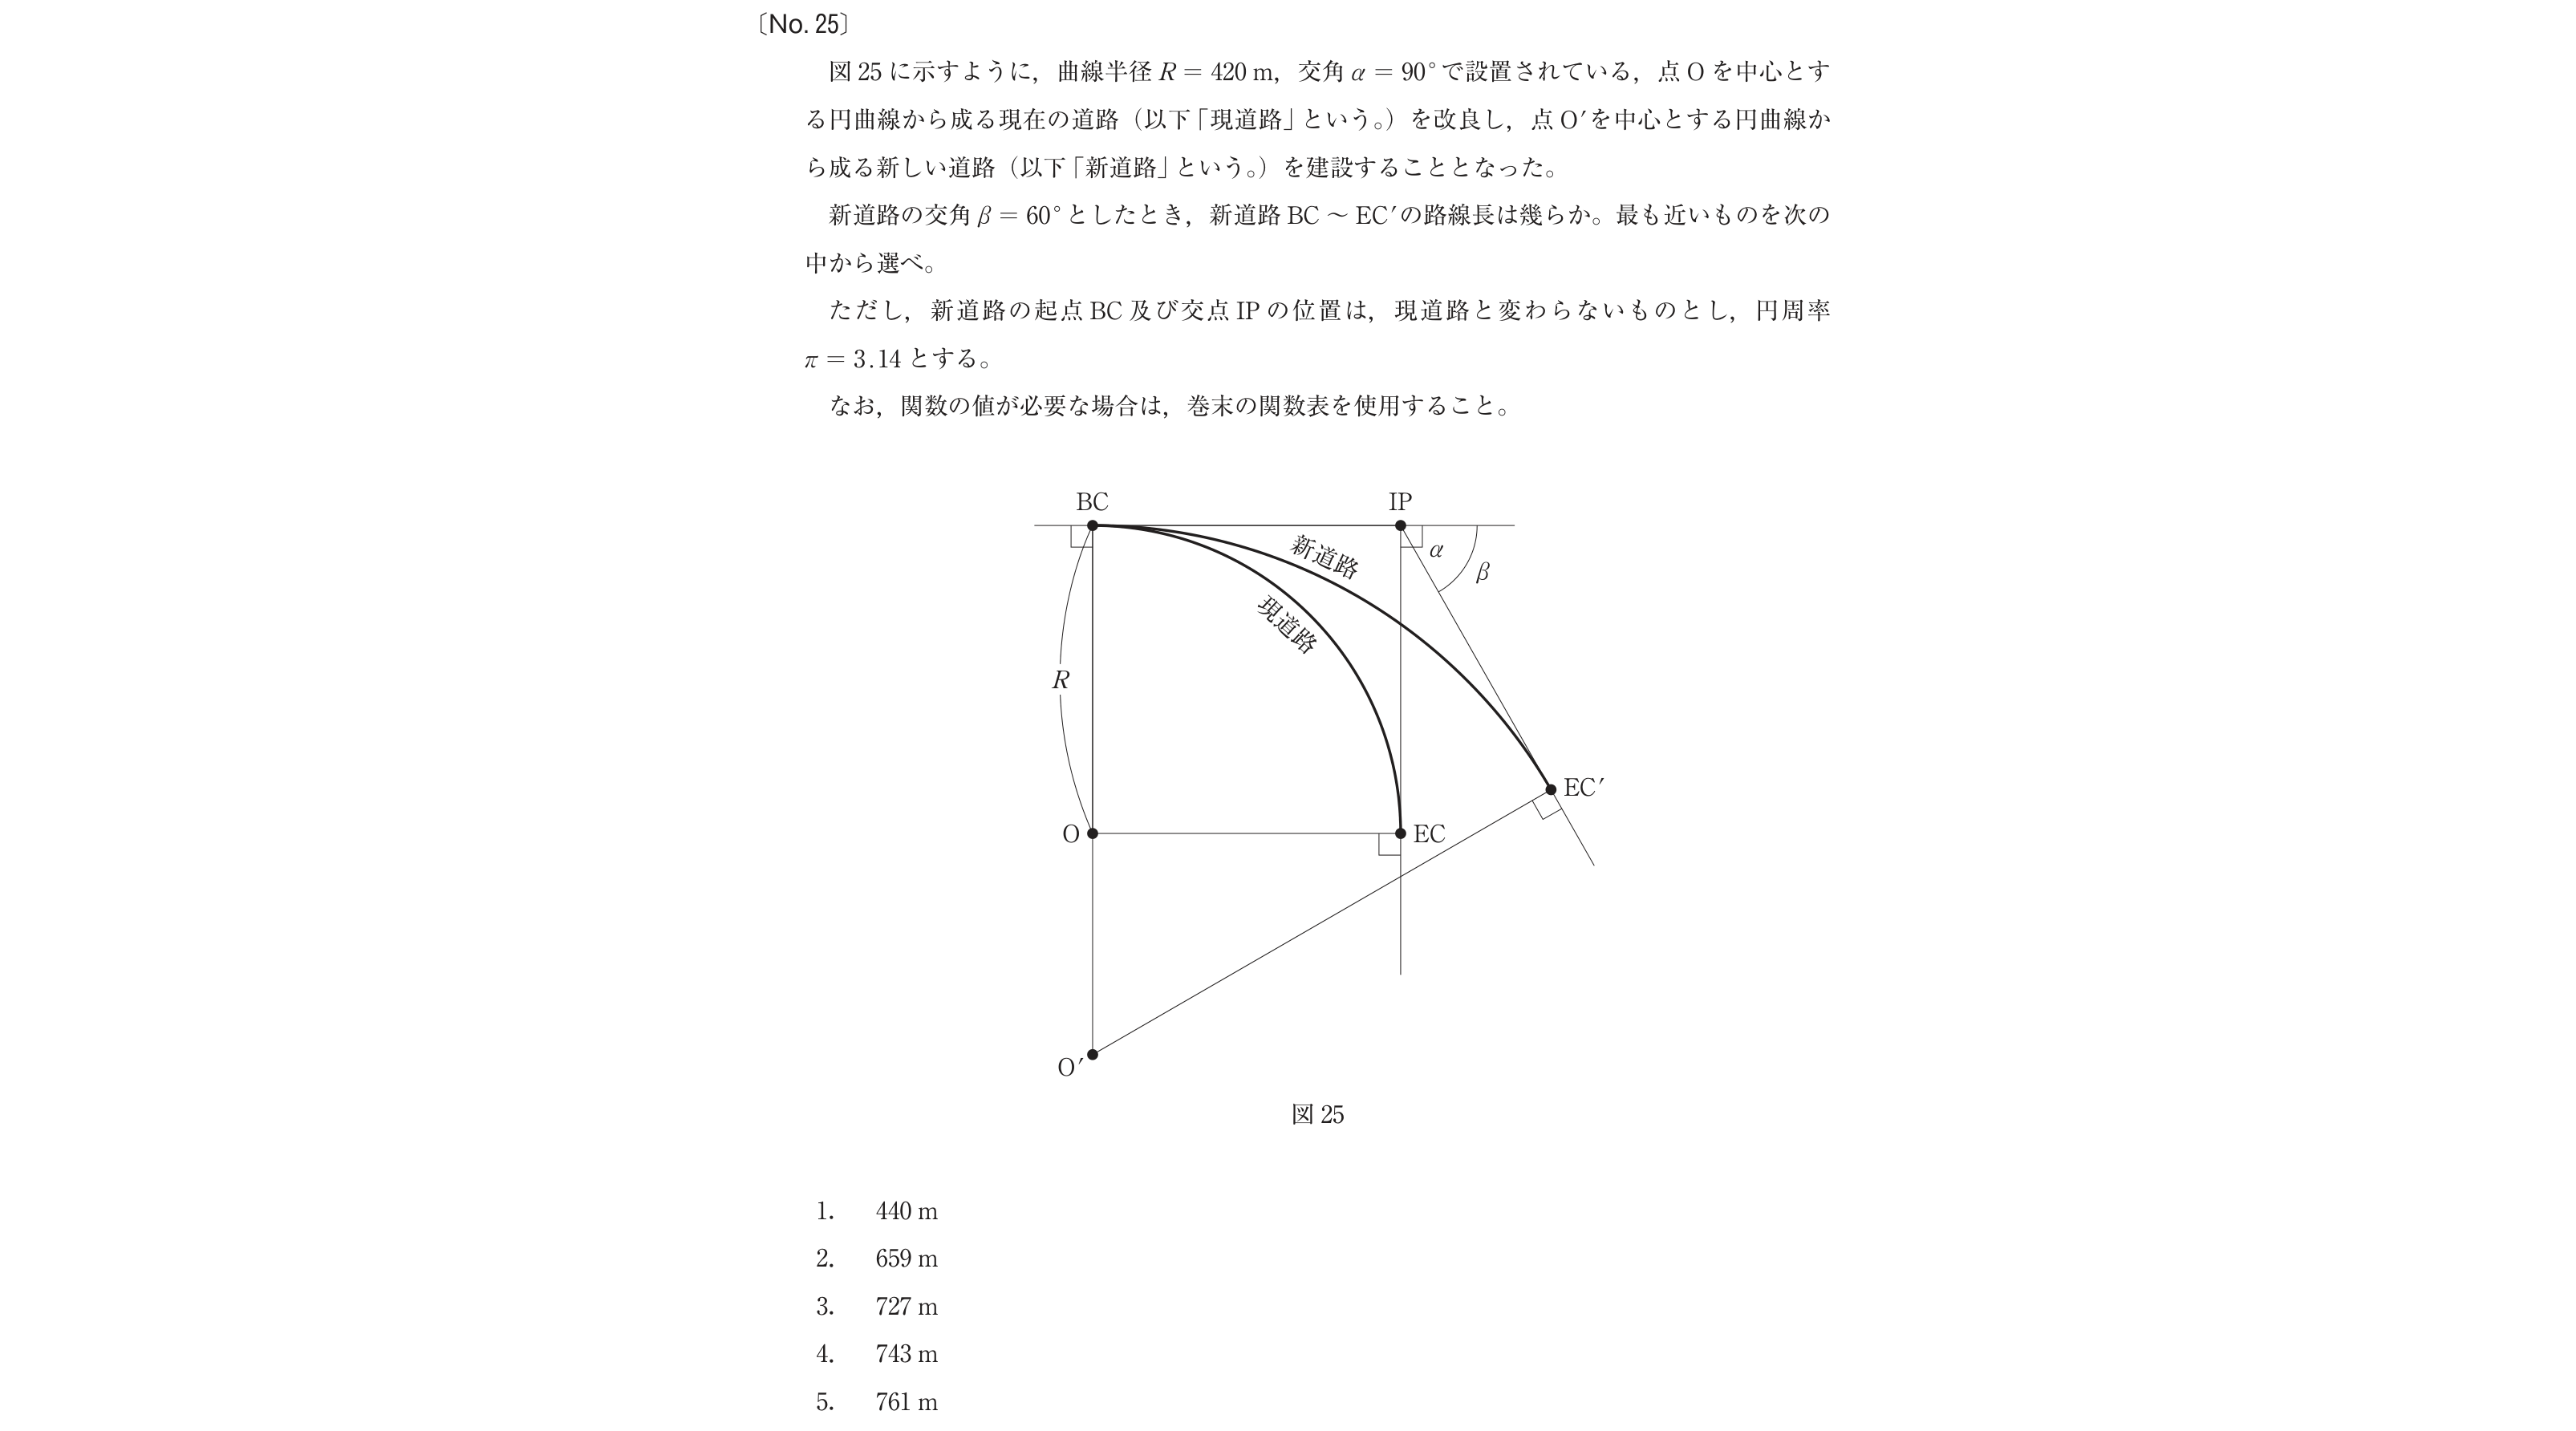 〔No. 25〕
図 25 に示すように，曲線半径 R = 420 m，交角 α = 90°で設置されている，点 O を中心とす
る円曲線から成る現在の道路（以下「現道路」という。）を改良し，点 O′を中心とする円曲線か
ら成る新しい道路（以下「新道路」という。）を建設することとなった。
新道路の交角 β = 60°としたとき，新道路 BC ～ EC′の路線長は幾らか。最も近いものを次の
中から選べ。
ただし，新道路の起点 BC 及び交点 IP の位置は，現道路と変わらないものとし，円周率
π = 3.14 とする。
なお，関数の値が必要な場合は，巻末の関数表を使用すること。
BC
IP
新道路
α
β
現道路
R
EC′
O
EC
O′
図 25
1. 440 m
2. 659 m
3. 727 m
4. 743 m
5. 761 m